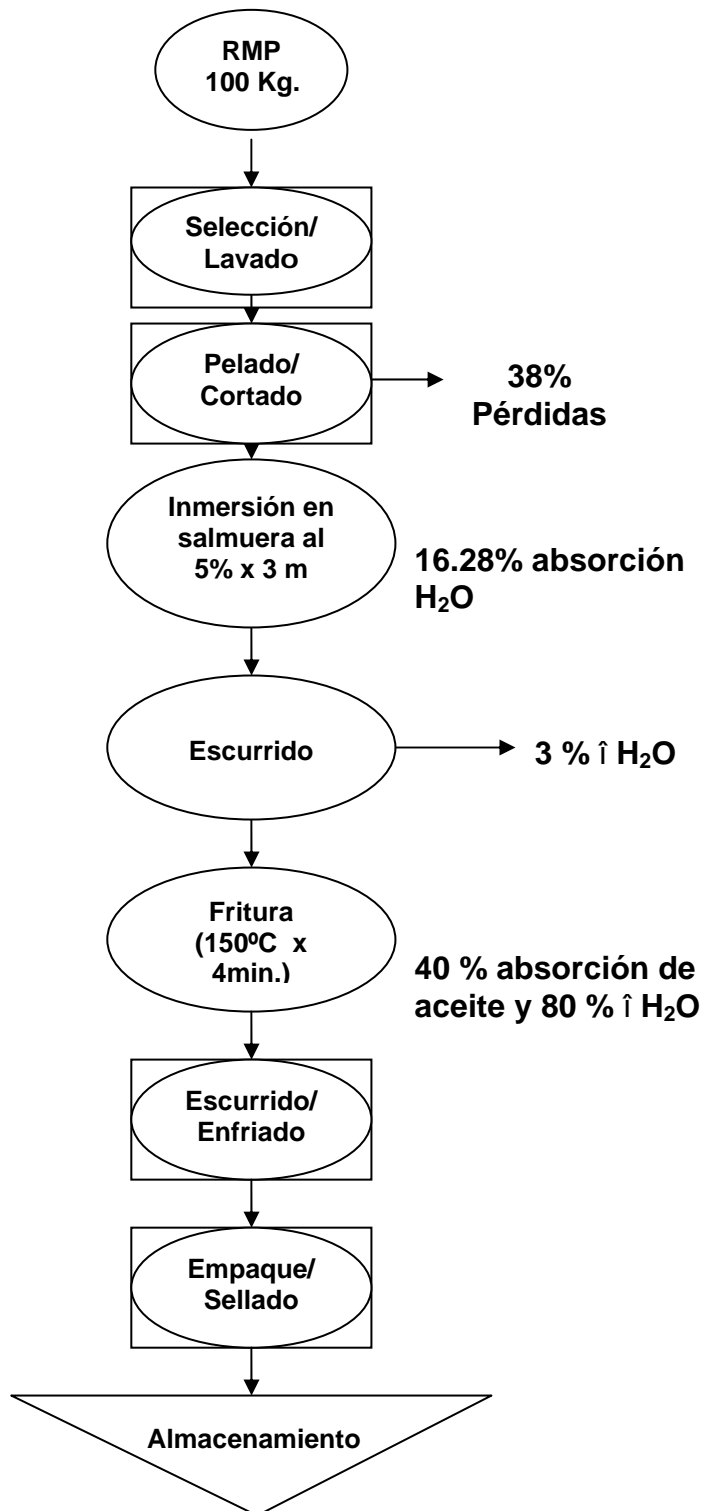 RMP
100 Kg.
Selección/
Lavado
Pelado/
Cortado
38%
Pérdidas
Inmersión en
salmuera al
5% x 3 m
16.28% absorción
H₂O
Escurrido
3 % î H₂O
Fritura
(150ºC x
4min.)
40 % absorción de
aceite y 80 % î H₂O
Escurrido/
Enfriado
Empaque/
Sellado
Almacenamiento